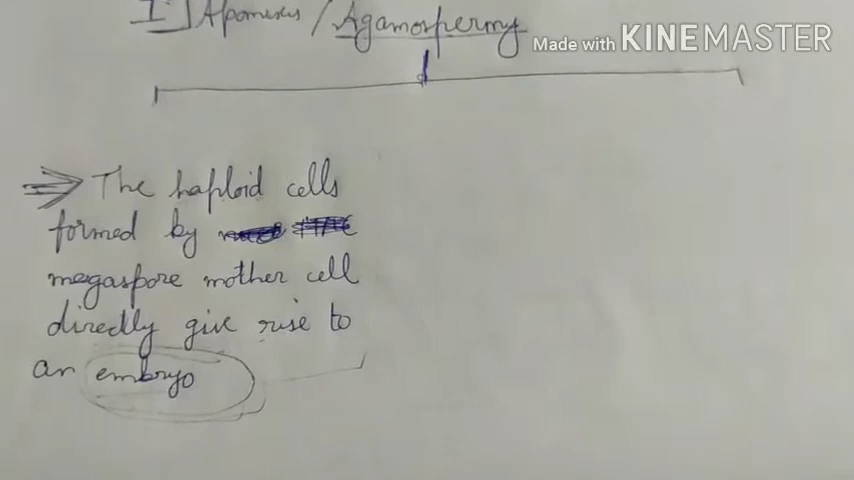 I] Apomixis / Agamospermy
Made with KINEMASTER
The haploid cells
formed by
megaspore mother cell
directly give rise to
an embryo